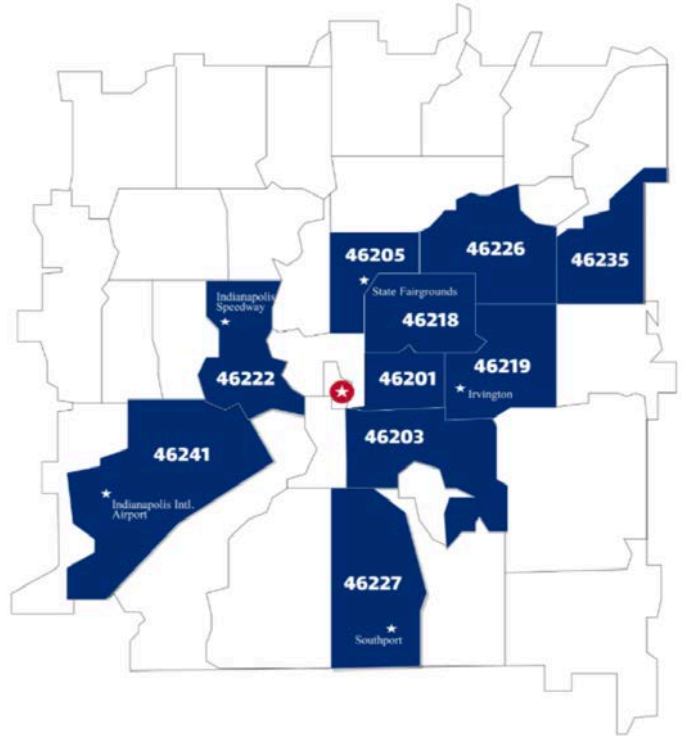 46205
46226
46235
State Fairgrounds
Indianapolis
Speedway
46218
46222
46201
46219
Irvington
46203
46241
Indianapolis Intl.
Airport
46227
Southport